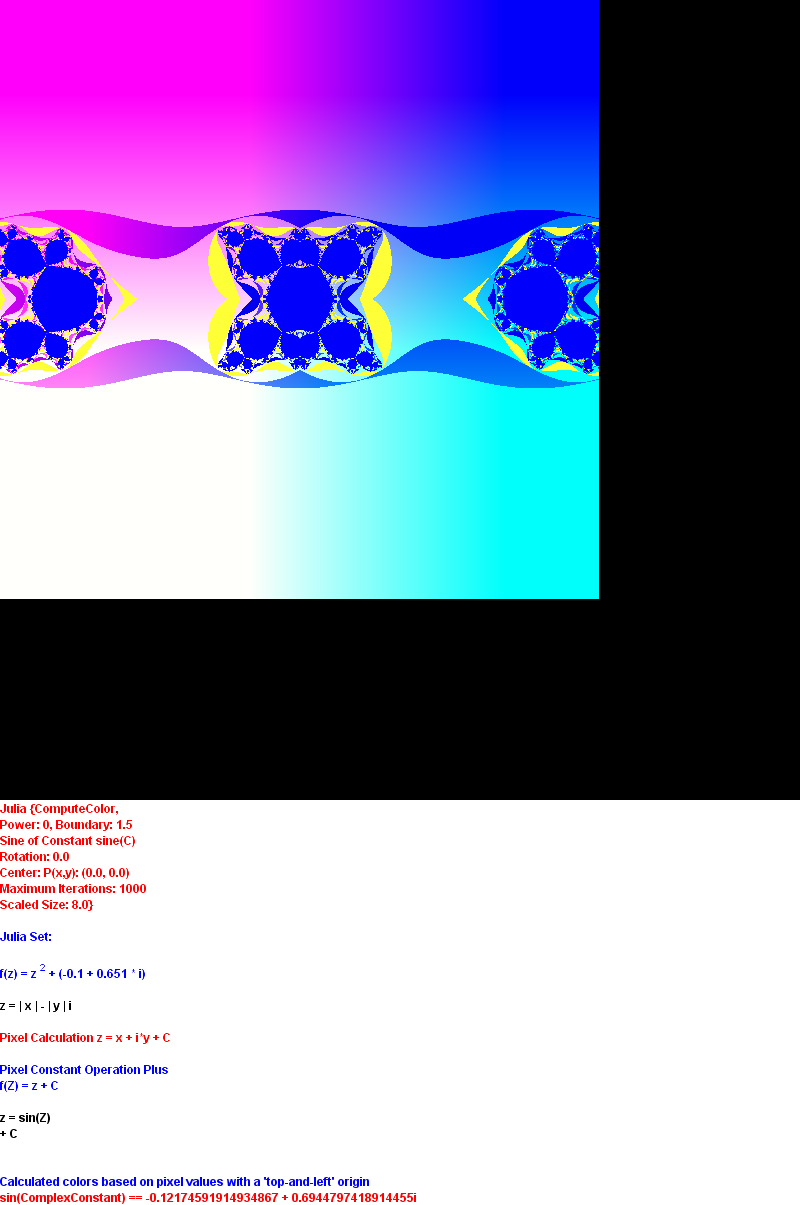 Julia {ComputeColor,
Power: 0, Boundary: 1.5
Sine of Constant sine(C)
Rotation: 0.0
Center: P(x,y): (0.0, 0.0)
Maximum Iterations: 1000
Scaled Size: 8.0}
Julia Set:
f(z) = z 2 + (-0.1 + 0.651 * i)
z = | x | - | y | i
Pixel Calculation z = x + i*y + C
Pixel Constant Operation Plus
f(Z) = z + C
z = sin(Z)
+ C
Calculated colors based on pixel values with a 'top-and-left' origin
sin(ComplexConstant) == -0.12174591914934867 + 0.6944797418914455i